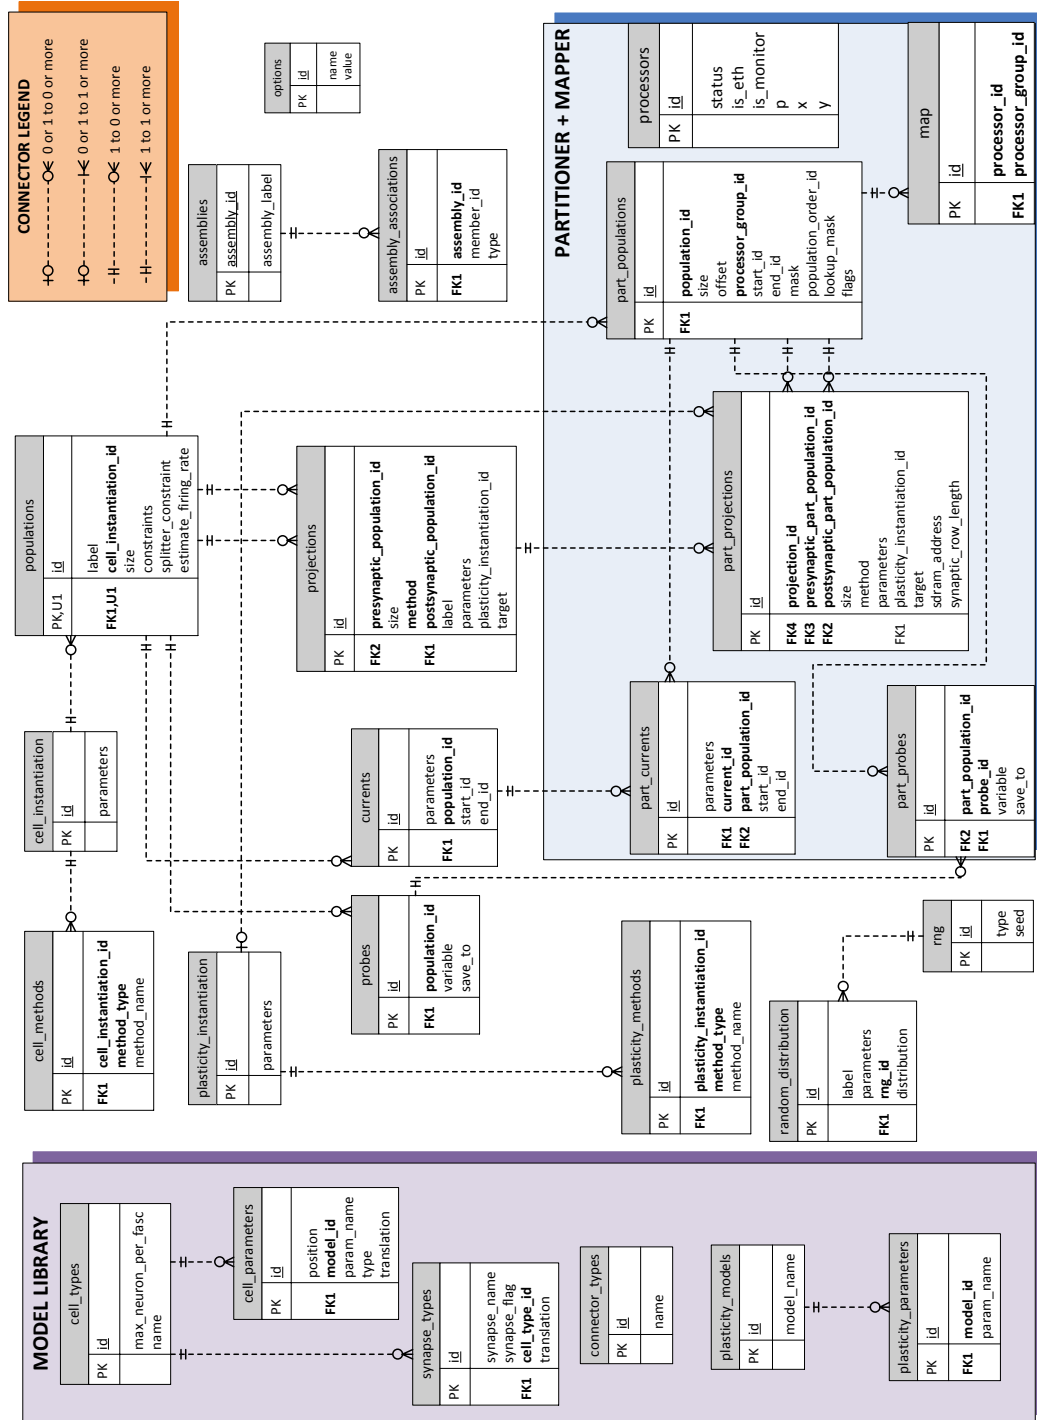 MODEL LIBRARY
cell_types
PK id
max_neuron_per_fasc
name
cell_parameters
PK id
position
FK1 model_id
param_name
type
translation
synapse_types
PK id
synapse_name
synapse_flag
FK1 cell_type_id
translation
connector_types
PK id
name
plasticity_models
PK id
model_name
plasticity_parameters
PK id
FK1 model_id
param_name
cell_methods
PK id
FK1 cell_instantiation_id
method_type
method_name
cell_instantiation
PK id
parameters
populations
PK,U1 id
label
FK1,U1 cell_instantiation_id
size
constraints
splitter_constraint
estimate_firing_rate
plasticity_instantiation
PK id
parameters
probes
PK id
FK1 population_id
variable
save_to
currents
PK id
parameters
FK1 population_id
start_id
end_id
projections
PK id
FK2 presynaptic_population_id
size
method
FK1 postsynaptic_population_id
label
parameters
plasticity_instantiation_id
target
plasticity_methods
PK id
FK1 plasticity_instantiation_id
method_type
method_name
random_distribution
PK id
label
parameters
FK1 rng_id
distribution
rng
PK id
type
seed
CONNECTOR LEGEND
0 or 1 to 0 or more
0 or 1 to 1 or more
1 to 0 or more
1 to 1 or more
assemblies
PK assembly_id
assembly_label
assembly_associations
PK id
FK1 assembly_id
member_id
type
options
PK id
name
value
PARTITIONER + MAPPER
part_currents
PK id
parameters
FK1 current_id
FK2 part_population_id
start_id
end_id
part_probes
PK id
FK2 part_population_id
FK1 probe_id
variable
save_to
part_projections
PK id
FK4 projection_id
FK3 presynaptic_part_population_id
FK2 postsynaptic_part_population_id
size
method
parameters
FK1 plasticity_instantiation_id
target
sdram_address
synaptic_row_length
part_populations
PK id
FK1 population_id
size
offset
processor_group_id
start_id
end_id
mask
population_order_id
lookup_mask
flags
processors
PK id
status
is_eth
is_monitor
p
x
y
map
PK id
processor_id
FK1 processor_group_id